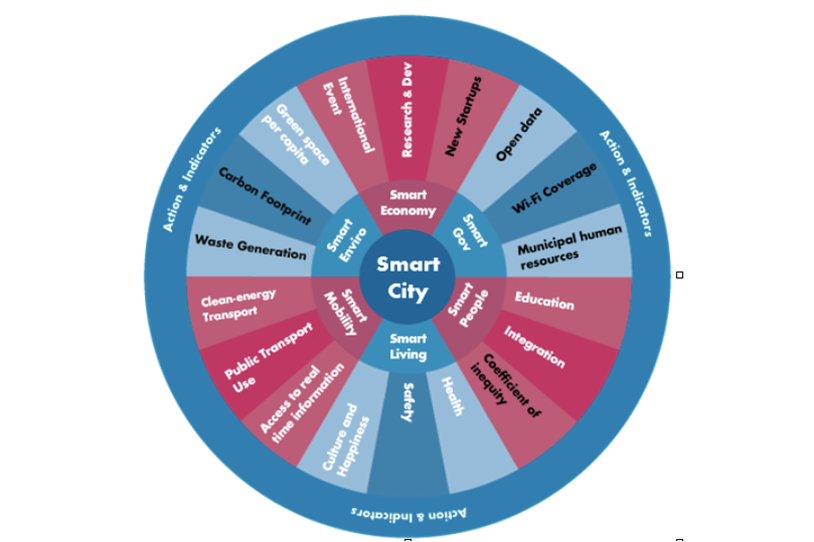 Action & Indicators
Action & Indicators
Action & Indicators
Smart
City
Smart
Economy
International
Event
Research & Dev
New Startups
Smart
Gov
Open data
Wi-Fi Coverage
Municipal human
resources
Smart
People
Education
Integration
Coefficient of
inequity
Smart
Living
Health
Safety
Culture and
Happiness
Smart
Mobility
Access to real
time information
Public Transport
Use
Clean-energy
Transport
Smart
Enviro
Waste Generation
Carbon Footprint
Green space
per capita